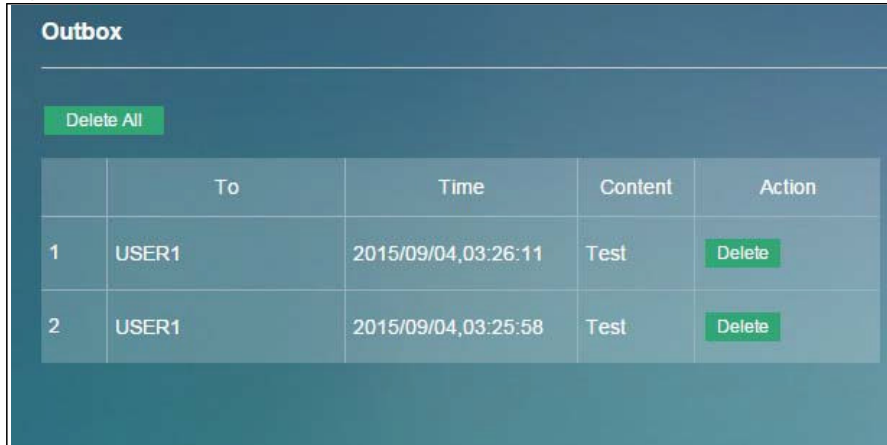 Outbox
Delete All
To Time Content Action
1 USER1 2015/09/04,03:26:11 Test Delete
2 USER1 2015/09/04,03:25:58 Test Delete